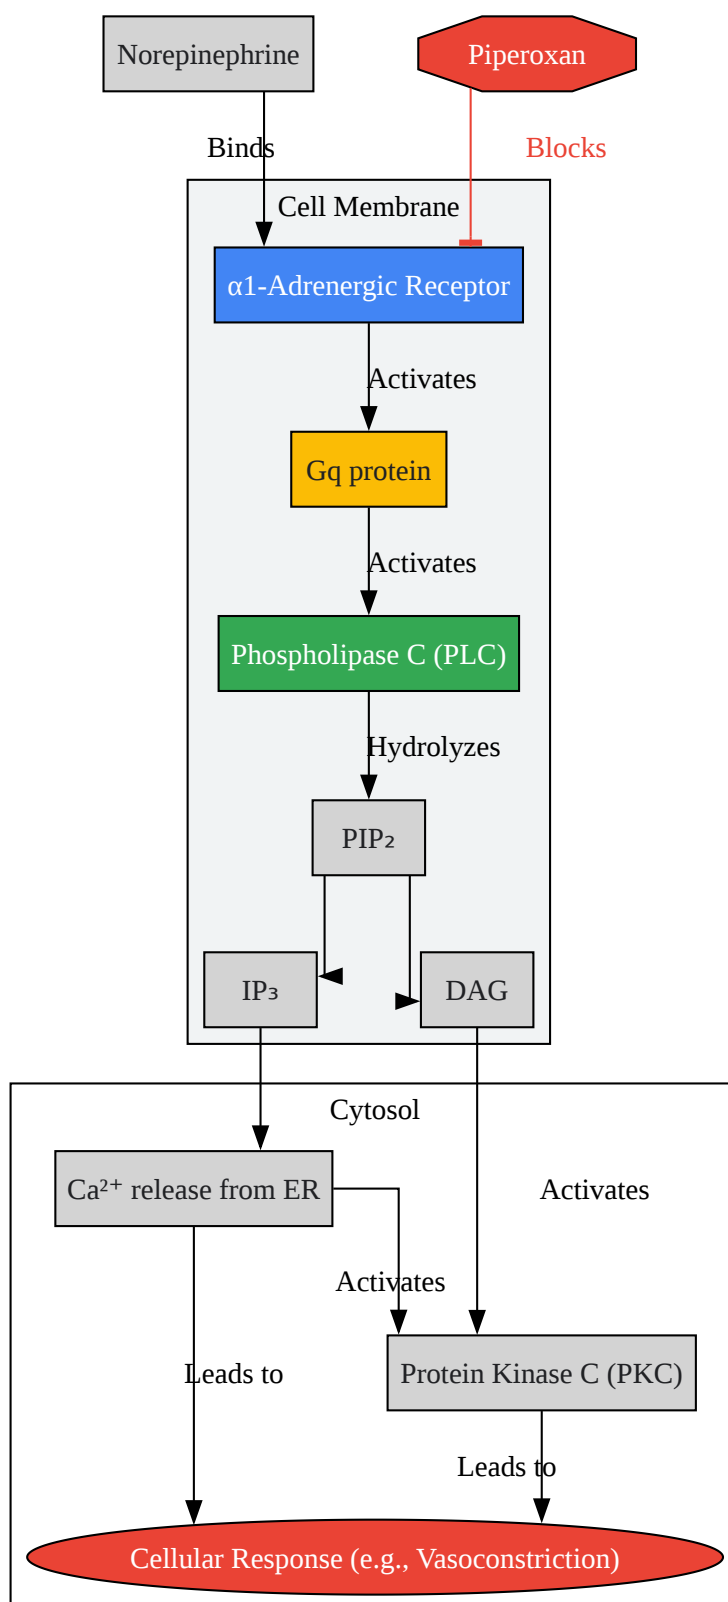 Norepinephrine
Piperoxan
Binds
Blocks
Cell Membrane
α1-Adrenergic Receptor
Activates
Gq protein
Activates
Phospholipase C (PLC)
Hydrolyzes
PIP₂
IP₃
DAG
Cytosol
Ca²⁺ release from ER
Activates
Activates
Leads to
Protein Kinase C (PKC)
Leads to
Cellular Response (e.g., Vasoconstriction)